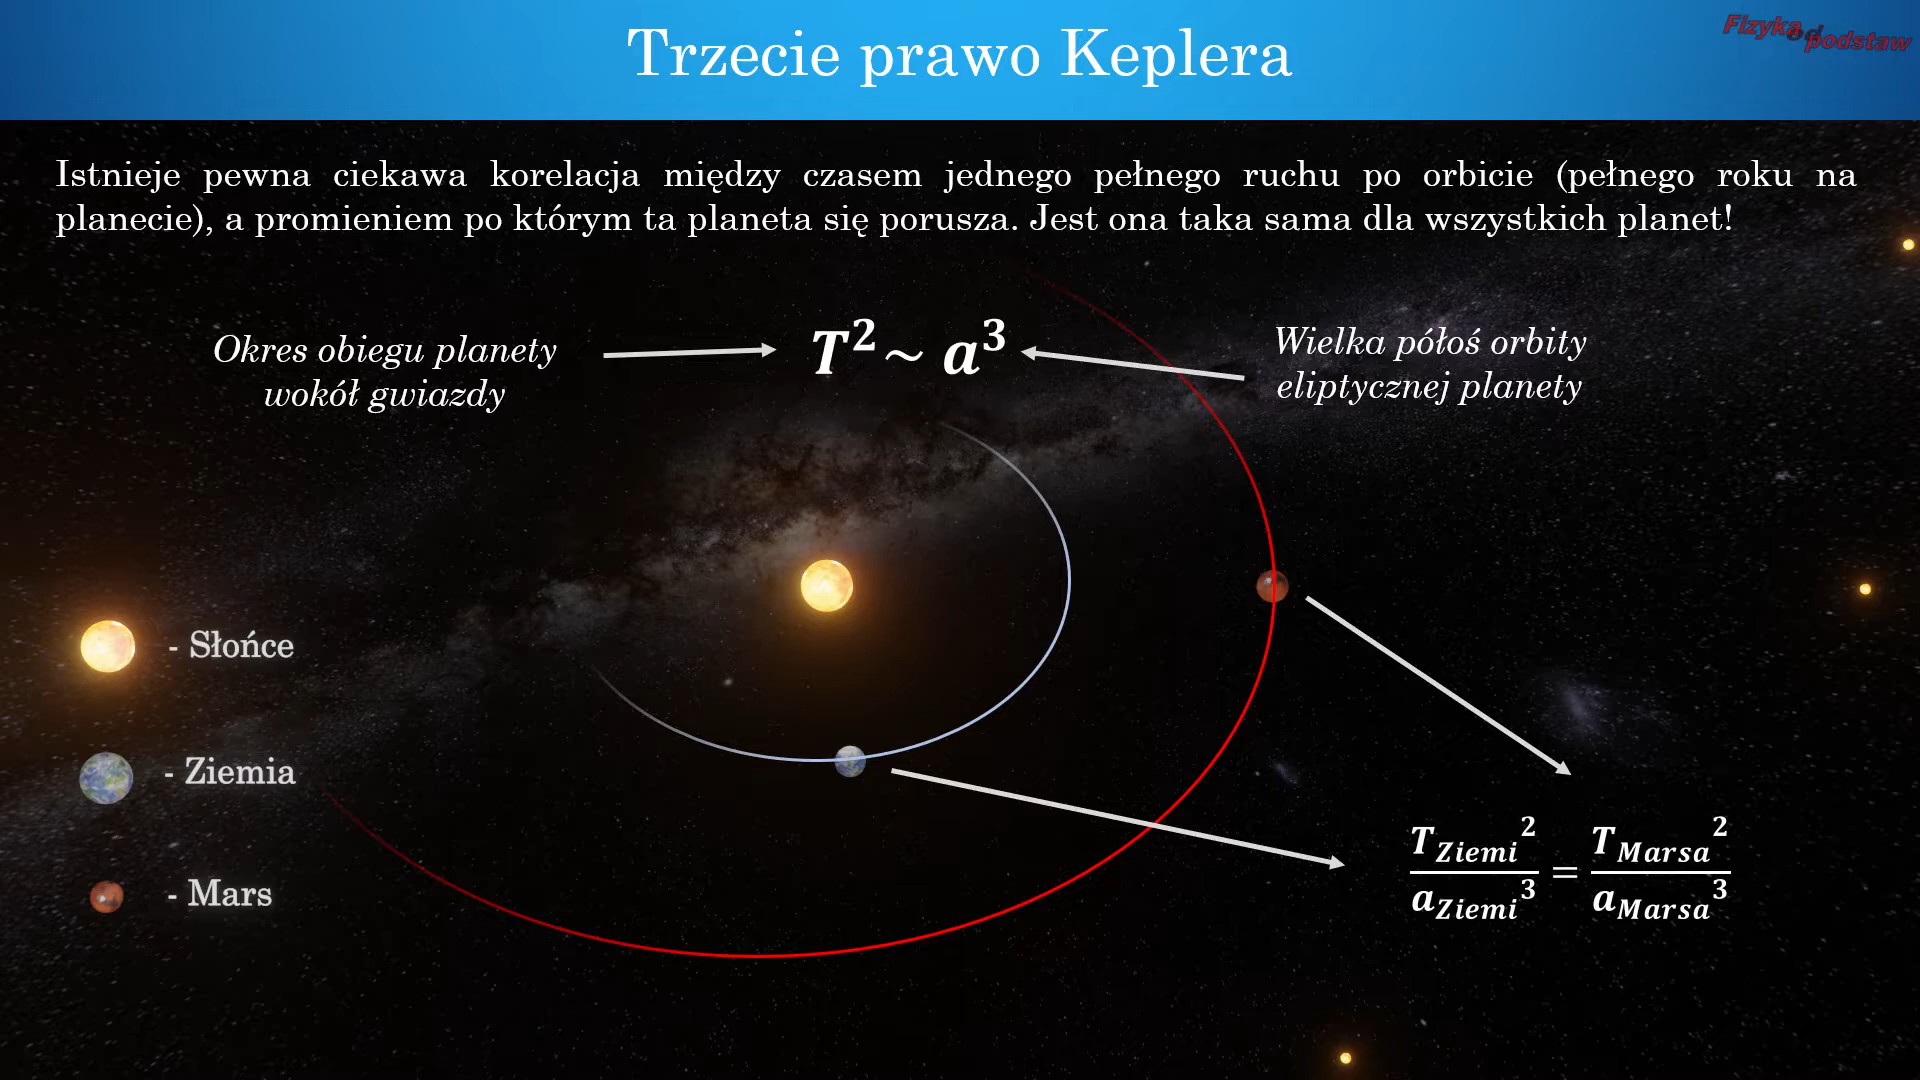 Trzecie prawo Keplera
Fizyka od podstaw
Istnieje pewna ciekawa korelacja między czasem jednego pełnego ruchu po orbicie (pełnego roku na
planecie), a promieniem po którym ta planeta się porusza. Jest ona taka sama dla wszystkich planet!
Okres obiegu planety
wokół gwiazdy
T² ~ a³
Wielka półoś orbity
eliptycznej planety
- Słońce
- Ziemia
- Mars
T_Ziemi² / a_Ziemi³ = T_Marsa² / a_Marsa³